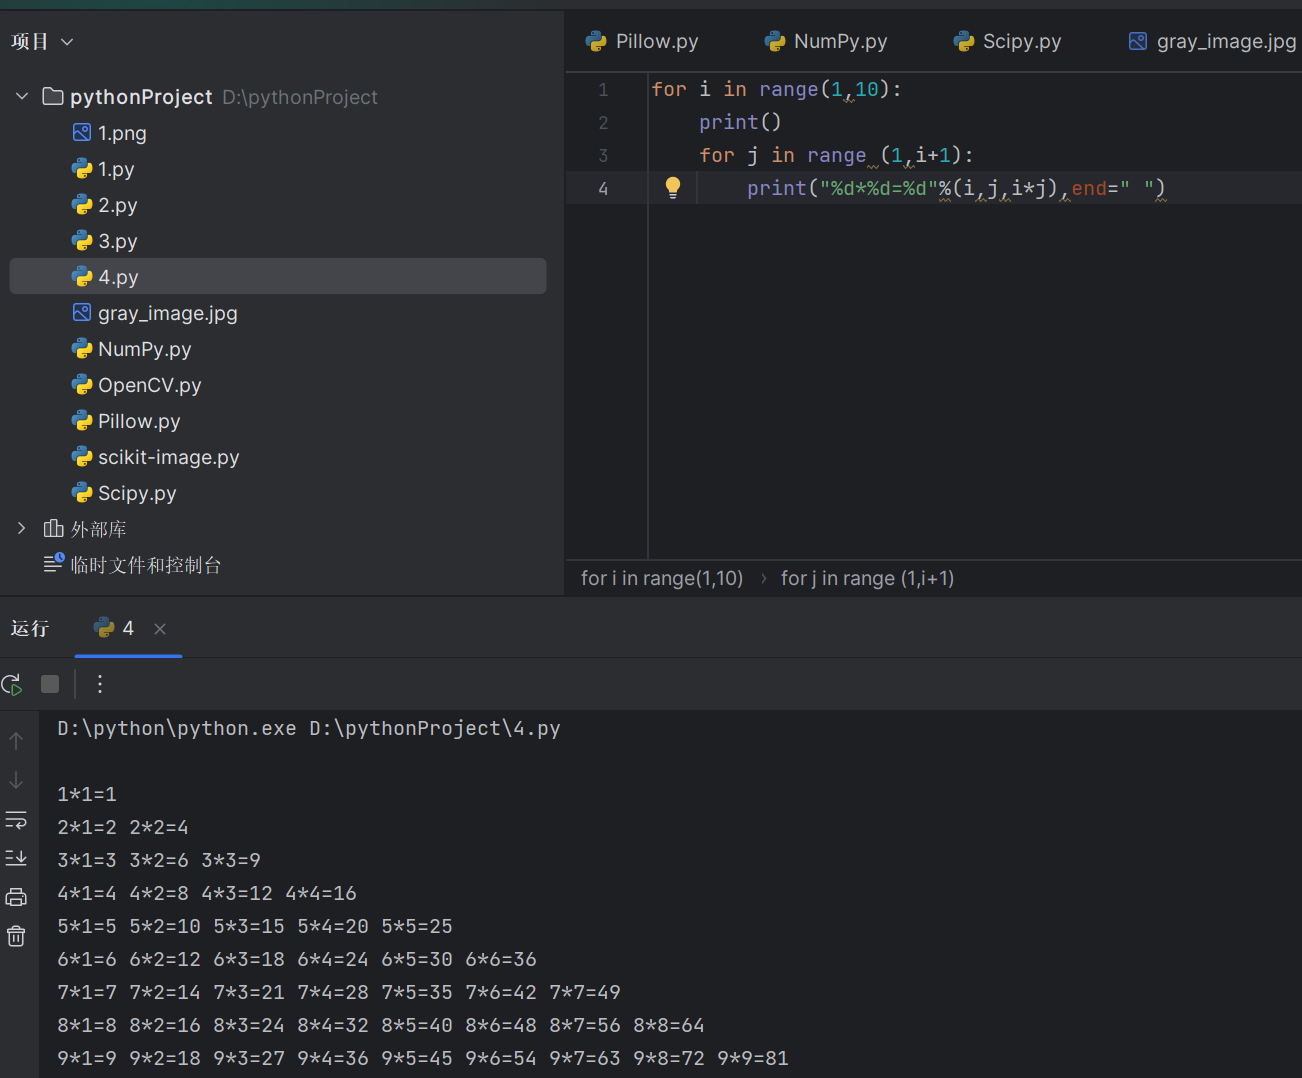 项目
pythonProject D:\pythonProject
1.png
1.py
2.py
3.py
4.py
gray_image.jpg
NumPy.py
OpenCV.py
Pillow.py
scikit-image.py
Scipy.py
外部库
临时文件和控制台
Pillow.py NumPy.py Scipy.py gray_image.jpg
1 for i in range(1,10):
2 print()
3 for j in range (1,i+1):
4 print("%d*%d=%d"%(i,j,i*j),end=" ")
for i in range(1,10) › for j in range (1,i+1)
运行 4
D:\python\python.exe D:\pythonProject\4.py
1*1=1
2*1=2 2*2=4
3*1=3 3*2=6 3*3=9
4*1=4 4*2=8 4*3=12 4*4=16
5*1=5 5*2=10 5*3=15 5*4=20 5*5=25
6*1=6 6*2=12 6*3=18 6*4=24 6*5=30 6*6=36
7*1=7 7*2=14 7*3=21 7*4=28 7*5=35 7*6=42 7*7=49
8*1=8 8*2=16 8*3=24 8*4=32 8*5=40 8*6=48 8*7=56 8*8=64
9*1=9 9*2=18 9*3=27 9*4=36 9*5=45 9*6=54 9*7=63 9*8=72 9*9=81